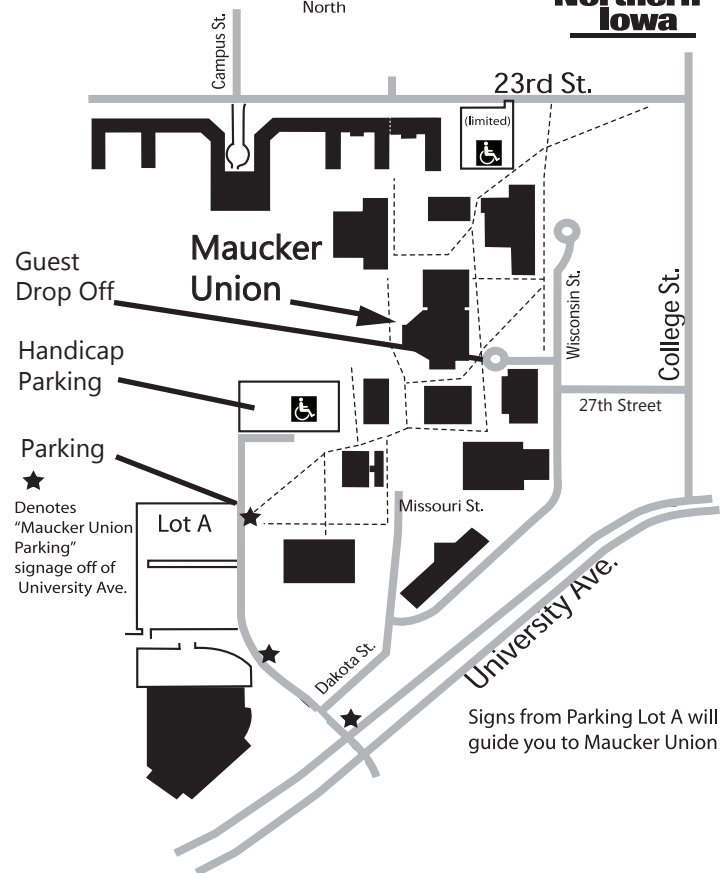 North
Northern
Iowa
Campus St.
23rd St.
(limited)
Maucker
Union
Guest
Drop Off
Wisconsin St.
College St.
Handicap
Parking
27th Street
Parking
Denotes
"Maucker Union
Parking"
signage off of
University Ave.
Lot A
Missouri St.
University Ave.
Dakota St.
Signs from Parking Lot A will
guide you to Maucker Union